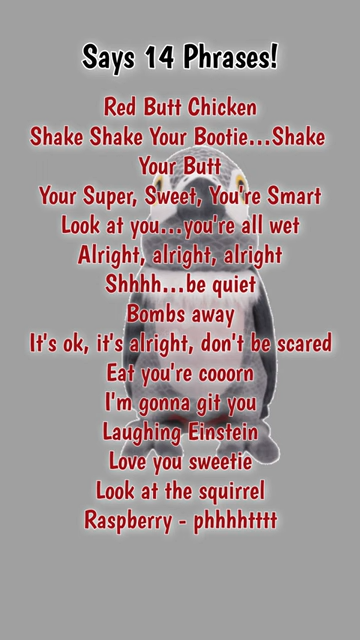 Says 14 Phrases!
Red Butt Chicken
Shake Shake Your Bootie...Shake
Your Butt
Your Super, Sweet, You're Smart
Look at you...you're all wet
Alright, alright, alright
Shhhh...be quiet
Bombs away
It's ok, it's alright, don't be scared
Eat you're cooorn
I'm gonna git you
Laughing Einstein
Love you sweetie
Look at the squirrel
Raspberry - phhhhtttt